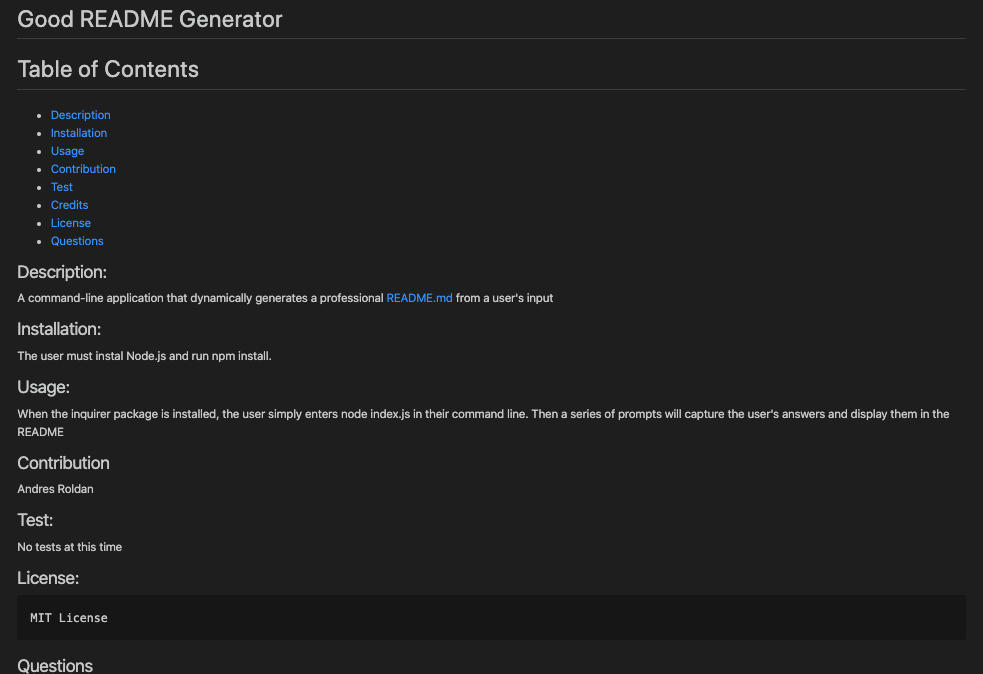 Good README Generator
Table of Contents
Description
Installation
Usage
Contribution
Test
Credits
License
Questions
Description:
A command-line application that dynamically generates a professional README.md from a user's input
Installation:
The user must instal Node.js and run npm install.
Usage:
When the inquirer package is installed, the user simply enters node index.js in their command line. Then a series of prompts will capture the user's answers and display them in the
README
Contribution
Andres Roldan
Test:
No tests at this time
License:
MIT License
Questions